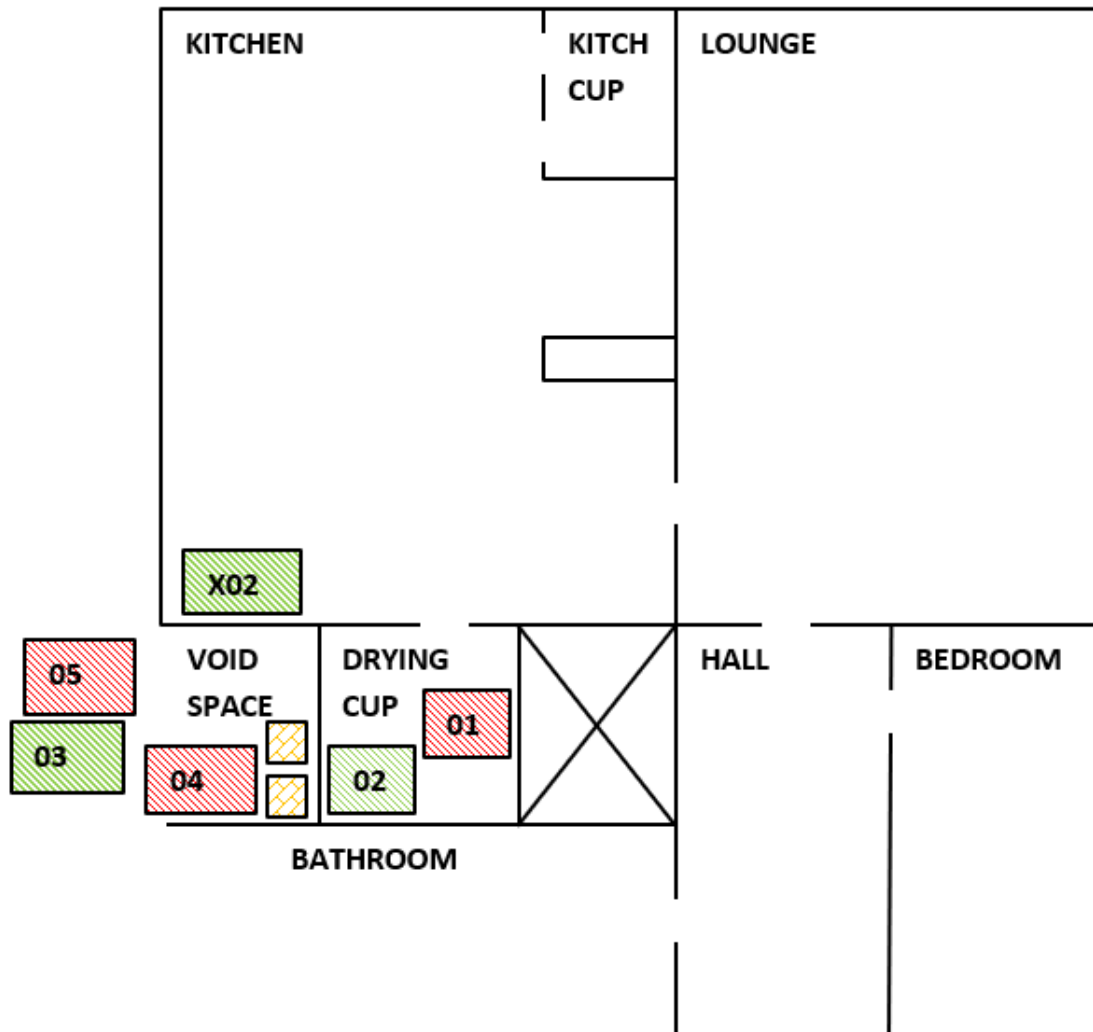 KITCHEN
KITCH
CUP
LOUNGE
X02
VOID
SPACE
DRYING
CUP
HALL
BEDROOM
05
01
03
04
02
BATHROOM